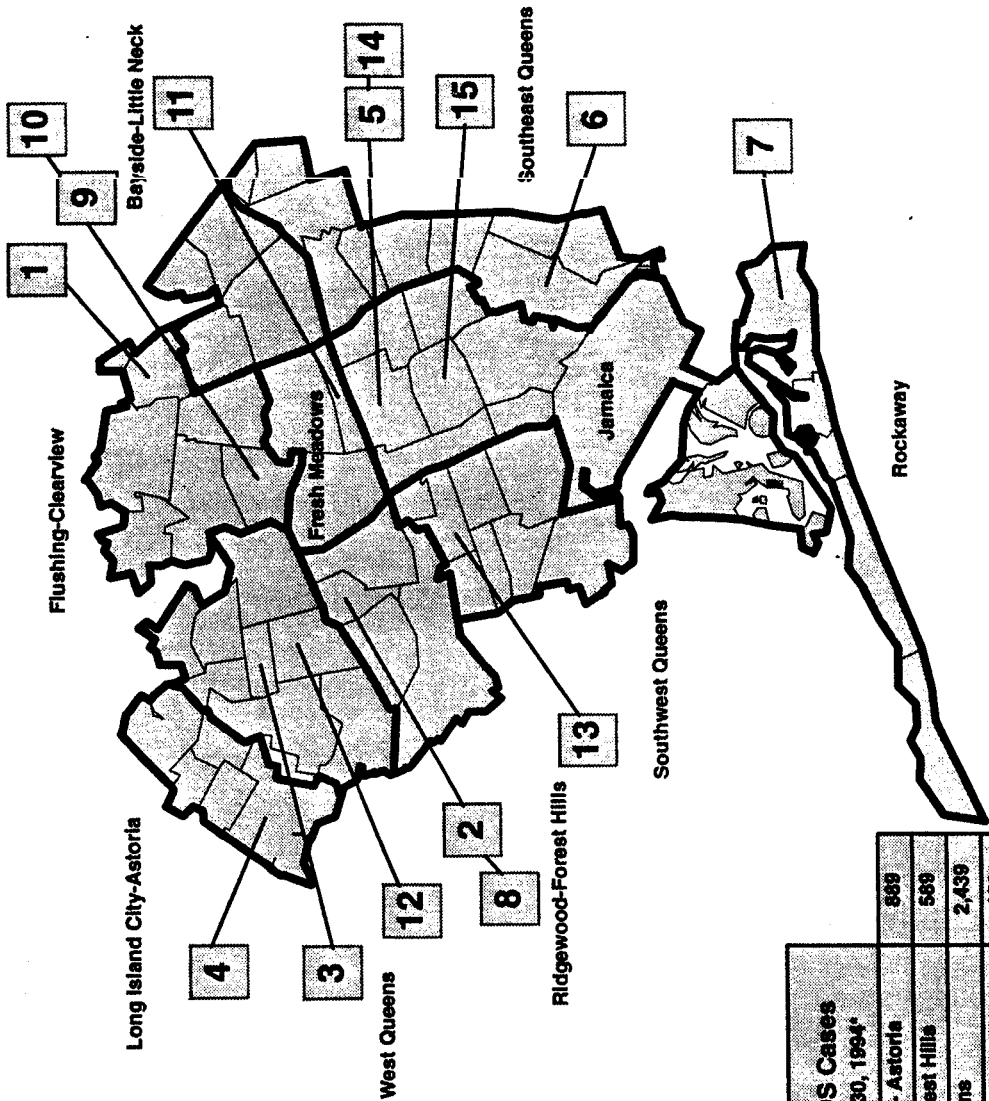 1
10
Flushing-Clearview
9
Long Island City-Astoria
Bayside-Little Neck
11
4
Fresh Meadows
3
5 14
West Queens
12
15
2
8
Southeast Queens
Ridgewood-Forest Hills
13
6
Jamaica
Southwest Queens
7
Rockaway
S Cases
30, 1994*
- Astoria 889
est Hills 589
ns 2,439